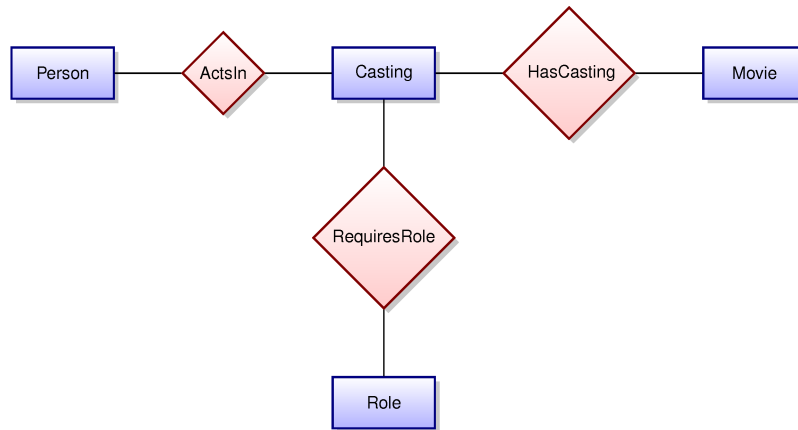 Person
ActsIn
Casting
HasCasting
Movie
RequiresRole
Role